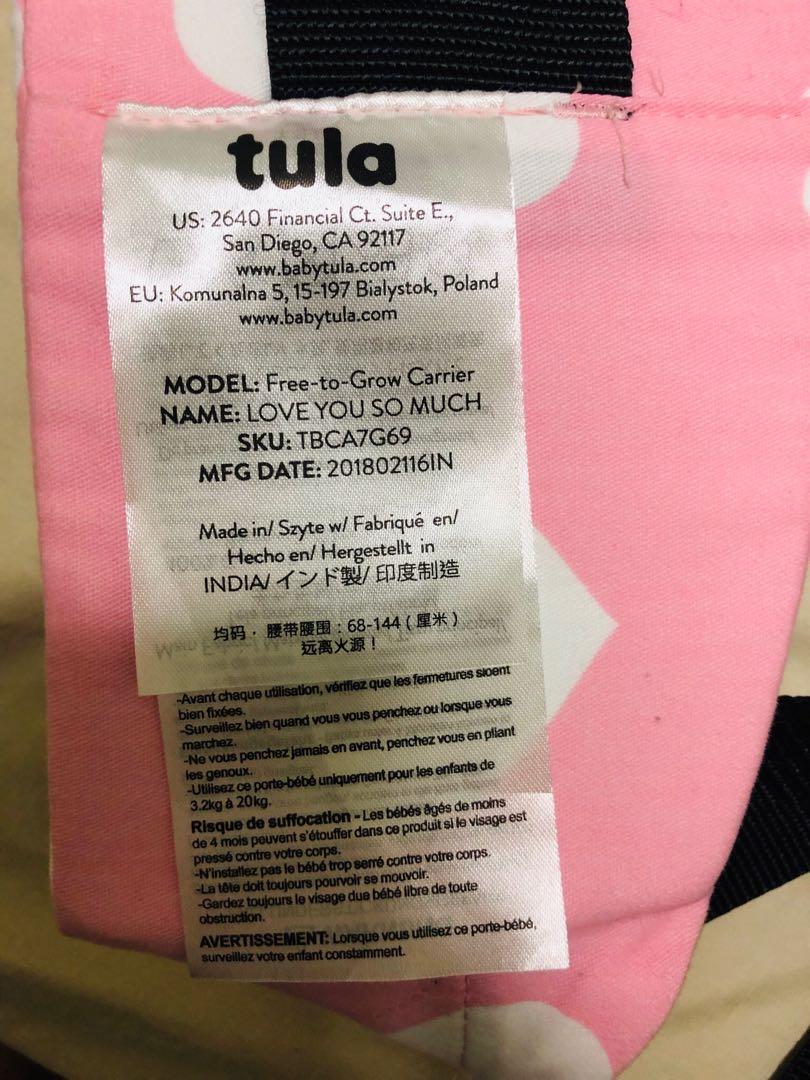 tula
US: 2640 Financial Ct. Suite E.,
San Diego, CA 92117
www.babytula.com
EU: Komunalna 5, 15-197 Bialystok, Poland
www.babytula.com
MODEL: Free-to-Grow Carrier
NAME: LOVE YOU SO MUCH
SKU: TBCA7G69
MFG DATE: 201802116IN
Made in/ Szyte w/ Fabriqué en/
Hecho en/ Hergestellt in
INDIA/ インド製/ 印度制造
均码 · 腰带腰围：68-144（厘米）
远离火源！
-Avant chaque utilisation, vérifiez que les fermetures sioent
bien fixées.
-Surveillez bien quand vous vous penchez ou lorsque vous
marchez.
-Ne vous penchez jamais en avant, penchez vous en pliant
les genoux.
-Utilisez ce porte-bébé uniquement pour les enfants de
3.2kg à 20kg.
Risque de suffocation - Les bébés âgés de moins
de 4 mois peuvent s'étouffer dans ce produit si le visage est
pressé contre votre corps.
-N'installez pas le bébé trop serré contre votre corps.
-La tête doit toujours pourvoir se mouvoir.
-Gardez toujours le visage due bébé libre de toute
obstruction.
AVERTISSEMENT: Lorsque vous utilisez ce porte-bébé,
surveillez votre enfant constamment.